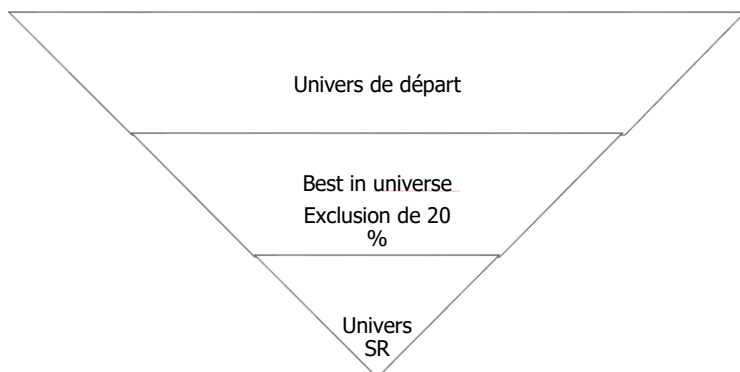 Univers de départ
Best in universe
Exclusion de 20
%
Univers
SR